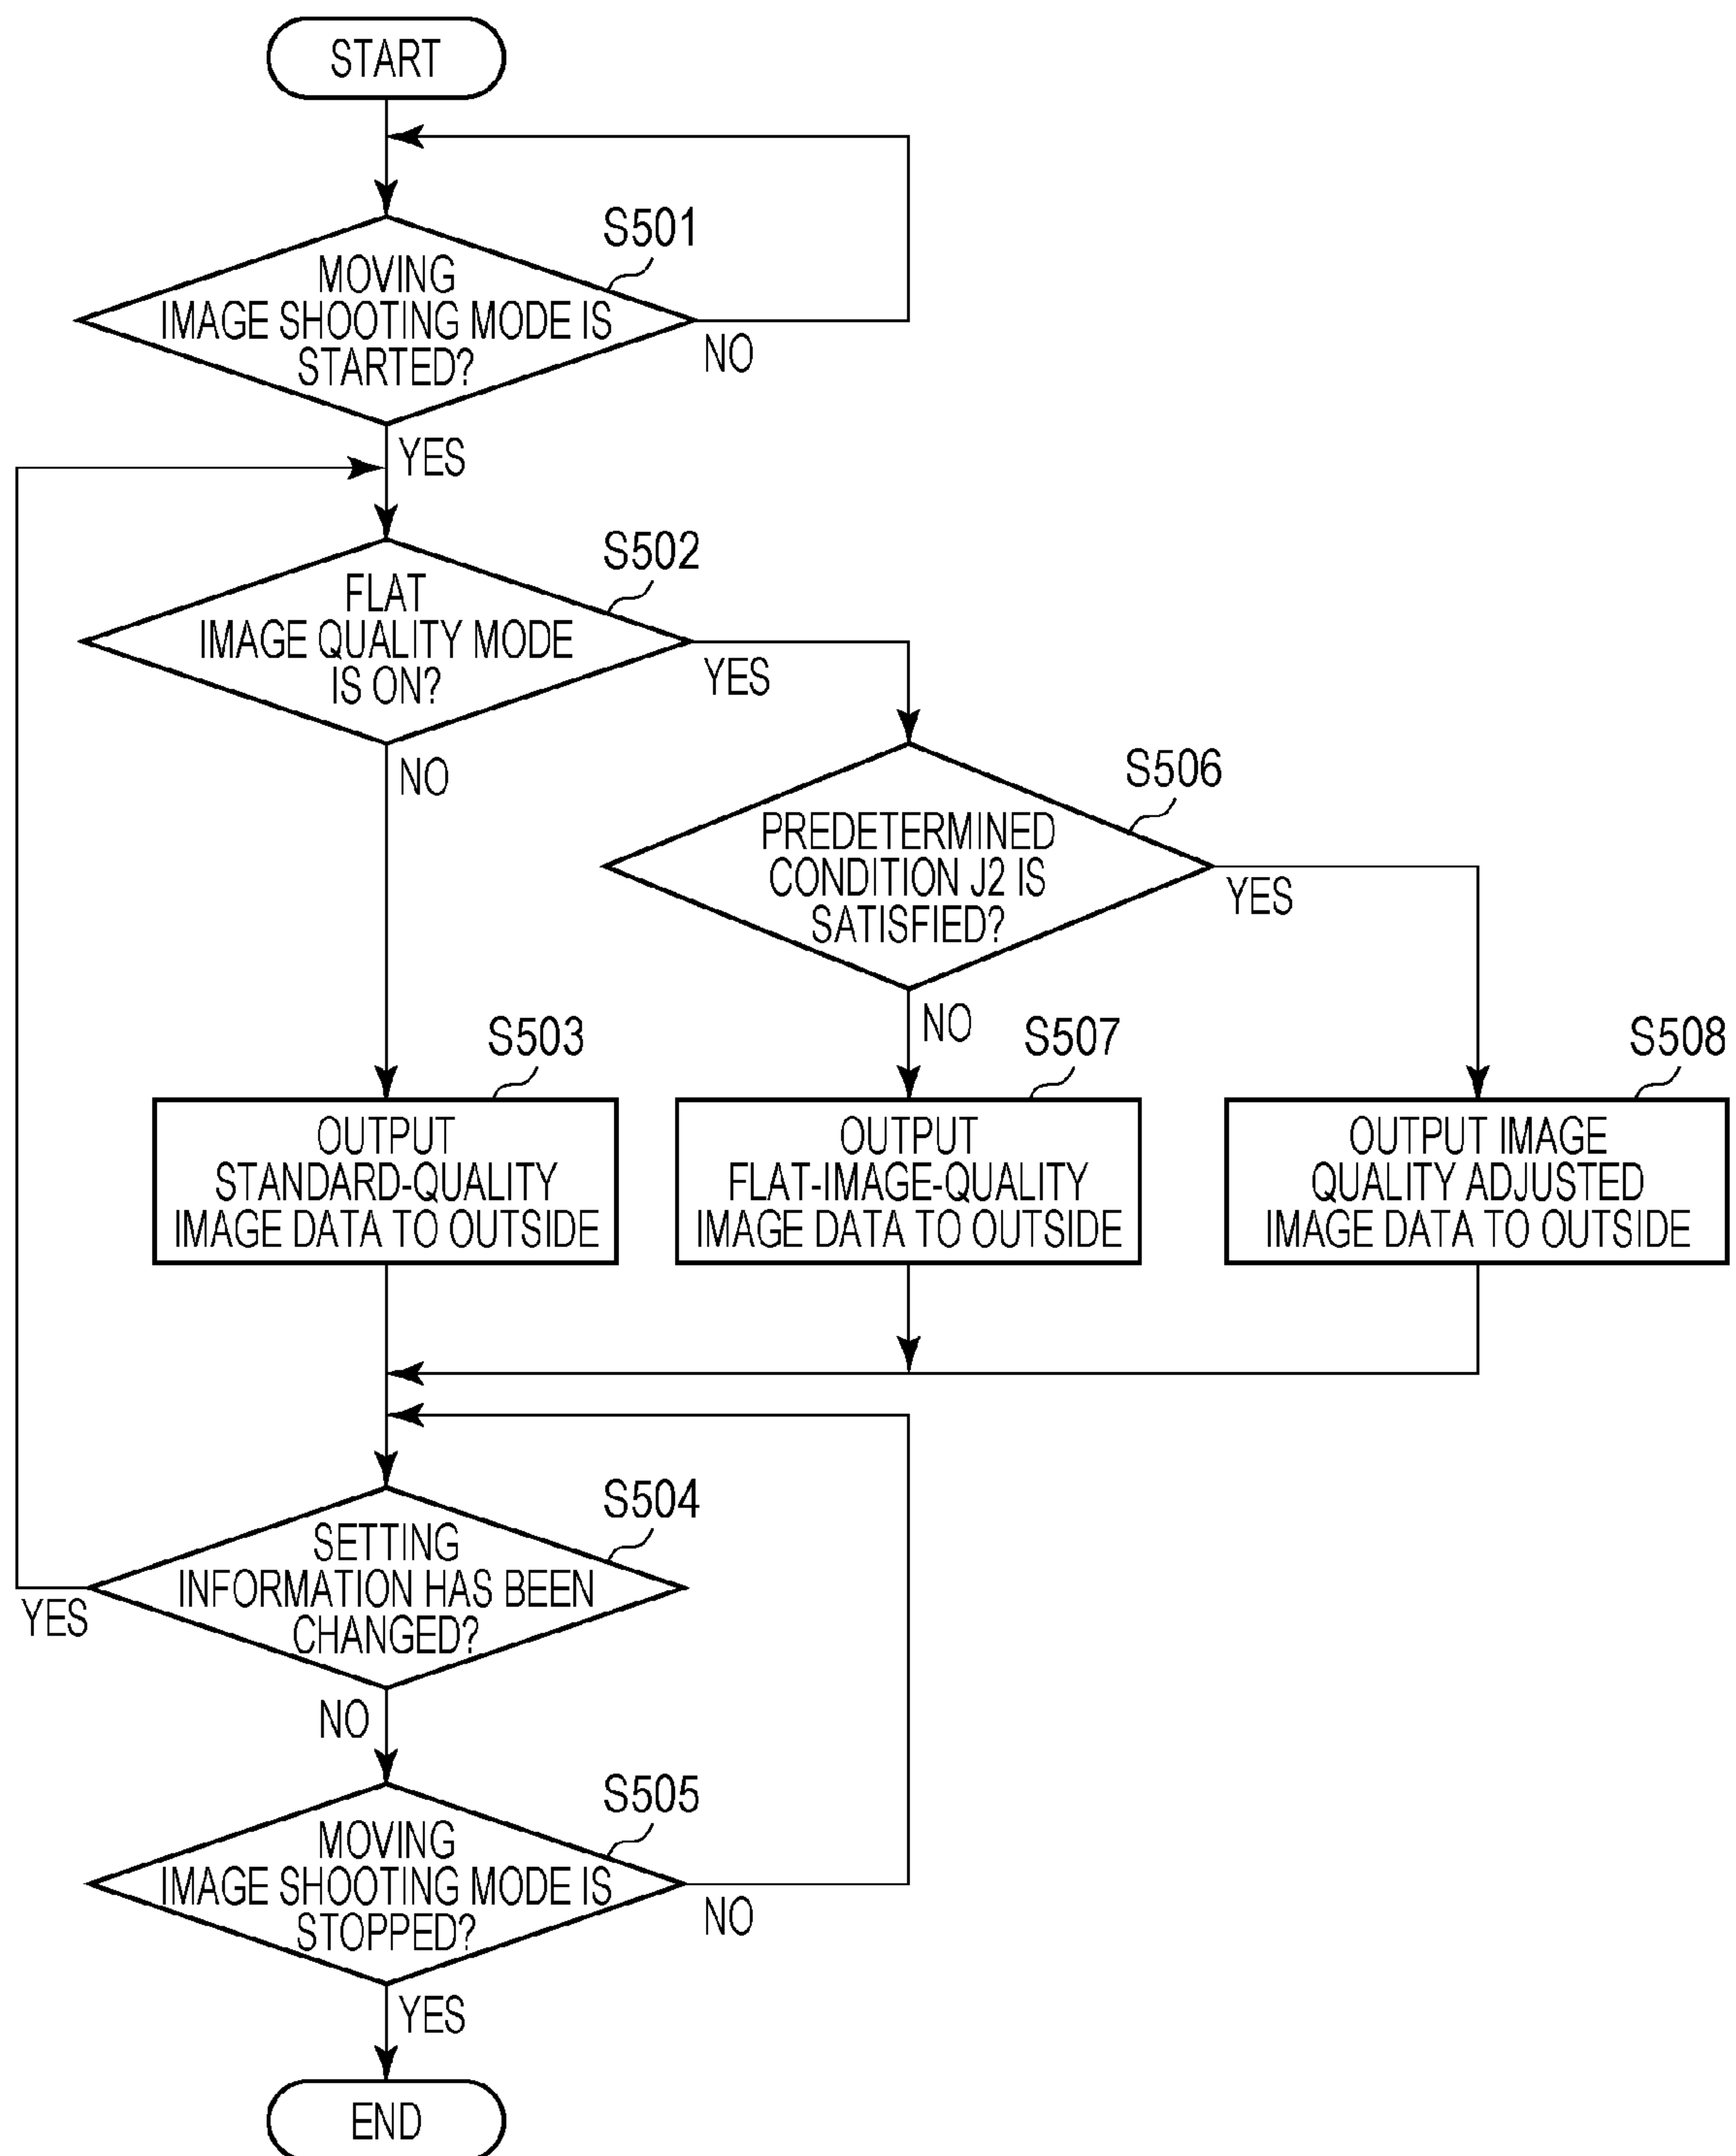 START
S501
MOVING
IMAGE SHOOTING MODE IS
STARTED?
NO
YES
S502
FLAT
IMAGE QUALITY MODE
IS ON?
YES
NO
S506
PREDETERMINED
CONDITION J2 IS
SATISFIED?
YES
NO
S503
OUTPUT
STANDARD-QUALITY
IMAGE DATA TO OUTSIDE
S507
OUTPUT
FLAT-IMAGE-QUALITY
IMAGE DATA TO OUTSIDE
S508
OUTPUT IMAGE
QUALITY ADJUSTED
IMAGE DATA TO OUTSIDE
S504
SETTING
INFORMATION HAS BEEN
CHANGED?
YES
NO
S505
MOVING
IMAGE SHOOTING MODE IS
STOPPED?
NO
YES
END